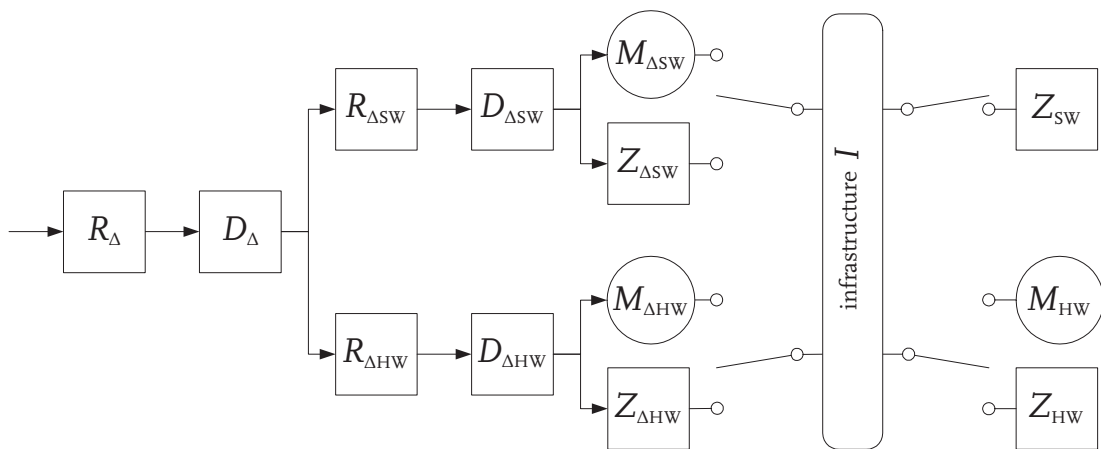 R_Δ
D_Δ
R_ΔSW
D_ΔSW
M_ΔSW
Z_ΔSW
R_ΔHW
D_ΔHW
M_ΔHW
Z_ΔHW
infrastructure I
Z_SW
M_HW
Z_HW